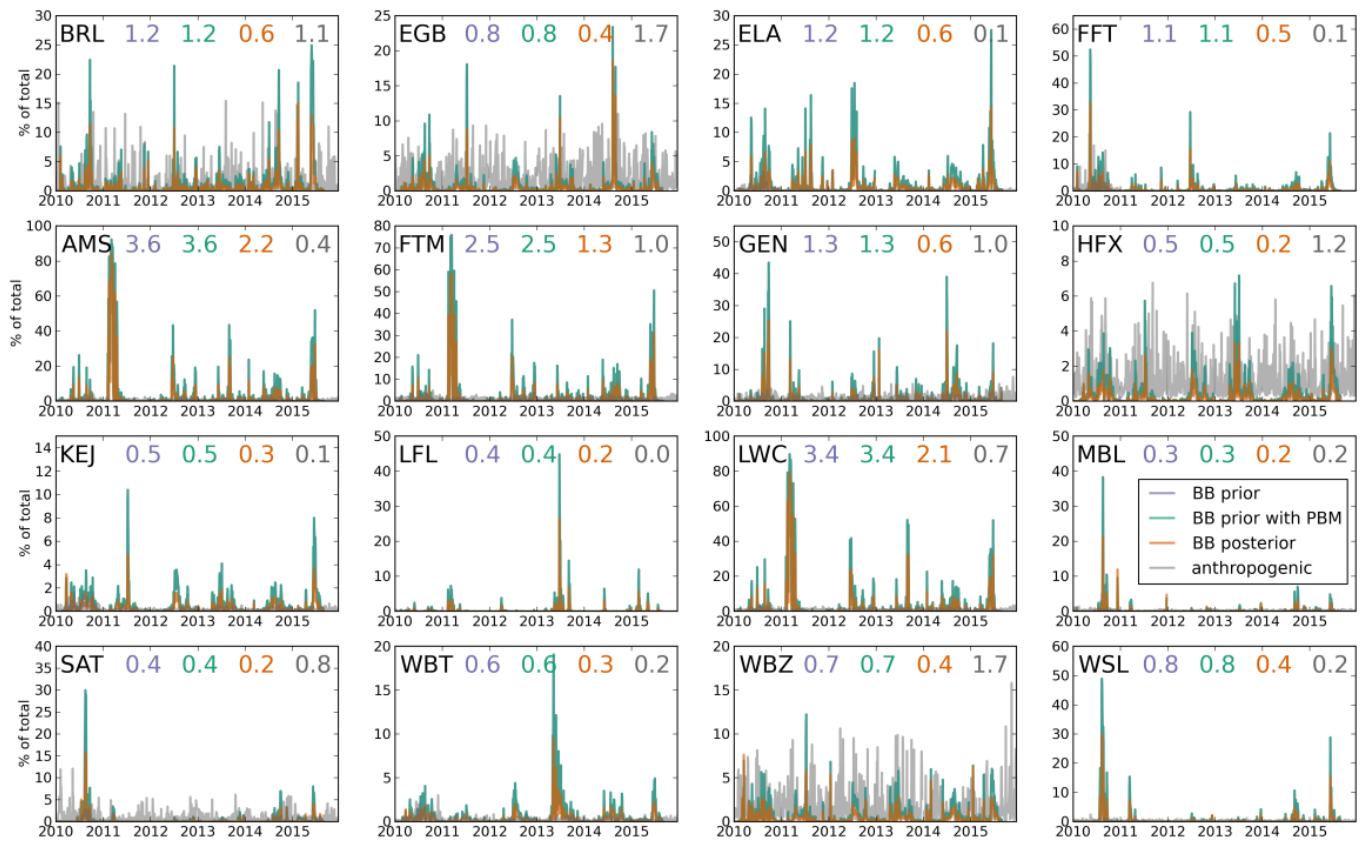 BRL 1.2 1.2 0.6 1.1
% of total
30
25
20
15
10
5
0
2010 2011 2012 2013 2014 2015
EGB 0.8 0.8 0.4 1.7
25
20
15
10
5
0
2010 2011 2012 2013 2014 2015
ELA 1.2 1.2 0.6 0.1
30
25
20
15
10
5
0
2010 2011 2012 2013 2014 2015
FFT 1.1 1.1 0.5 0.1
60
50
40
30
20
10
0
2010 2011 2012 2013 2014 2015
AMS 3.6 3.6 2.2 0.4
% of total
100
80
60
40
20
0
2010 2011 2012 2013 2014 2015
FTM 2.5 2.5 1.3 1.0
80
70
60
50
40
30
20
10
0
2010 2011 2012 2013 2014 2015
GEN 1.3 1.3 0.6 1.0
50
40
30
20
10
0
2010 2011 2012 2013 2014 2015
HFX 0.5 0.5 0.2 1.2
10
8
6
4
2
0
2010 2011 2012 2013 2014 2015
KEJ 0.5 0.5 0.3 0.1
% of total
14
12
10
8
6
4
2
0
2010 2011 2012 2013 2014 2015
LFL 0.4 0.4 0.2 0.0
50
40
30
20
10
0
2010 2011 2012 2013 2014 2015
LWC 3.4 3.4 2.1 0.7
100
80
60
40
20
0
2010 2011 2012 2013 2014 2015
MBL 0.3 0.3 0.2 0.2
50
40
30
20
10
0
BB prior
BB prior with PBM
BB posterior
anthropogenic
2010 2011 2012 2013 2014 2015
SAT 0.4 0.4 0.2 0.8
% of total
40
35
30
25
20
15
10
5
0
2010 2011 2012 2013 2014 2015
WBT 0.6 0.6 0.3 0.2
20
15
10
5
0
2010 2011 2012 2013 2014 2015
WBZ 0.7 0.7 0.4 1.7
20
15
10
5
0
2010 2011 2012 2013 2014 2015
WSL 0.8 0.8 0.4 0.2
60
50
40
30
20
10
0
2010 2011 2012 2013 2014 2015